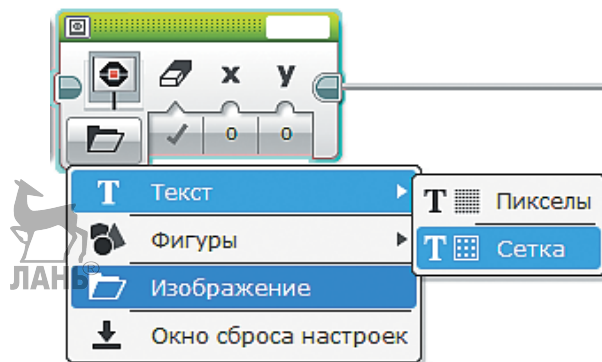 x y
0 0
T Текст
T Пикселы
Фигуры
T Сетка
ЛАНЬ®
Изображение
Окно сброса настроек